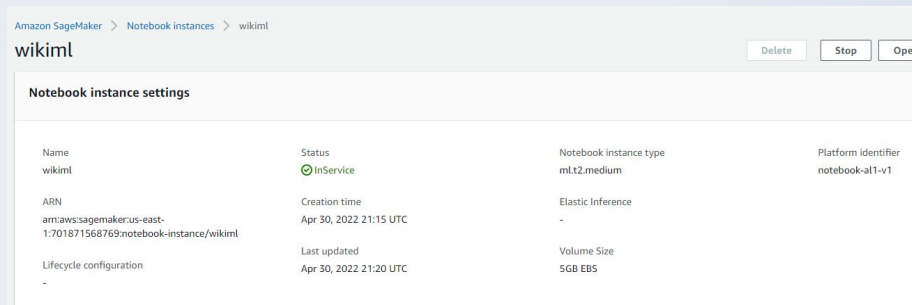 Amazon SageMaker > Notebook instances > wikiml
wikiml
Delete Stop Ope
Notebook instance settings
Name
wikiml
Status
InService
Notebook instance type
ml.t2.medium
Platform identifier
notebook-al1-v1
ARN
arn:aws:sagemaker:us-east-
1:701871568769:notebook-instance/wikiml
Creation time
Apr 30, 2022 21:15 UTC
Elastic Inference
-
Last updated
Apr 30, 2022 21:20 UTC
Volume Size
5GB EBS
Lifecycle configuration
-